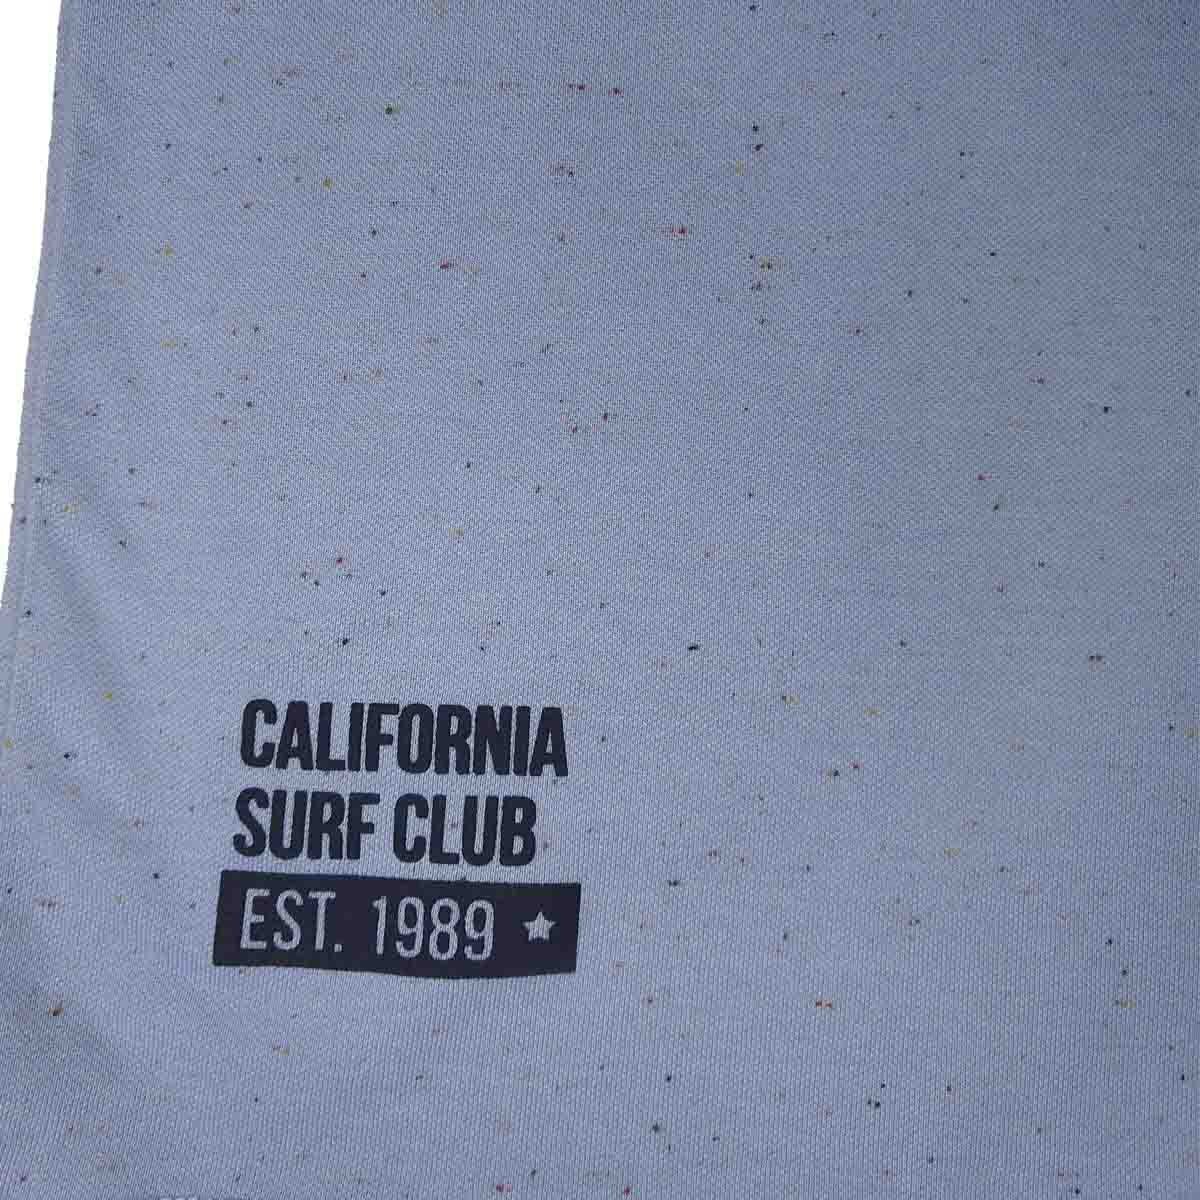 CALIFORNIA
SURF CLUB
EST. 1989